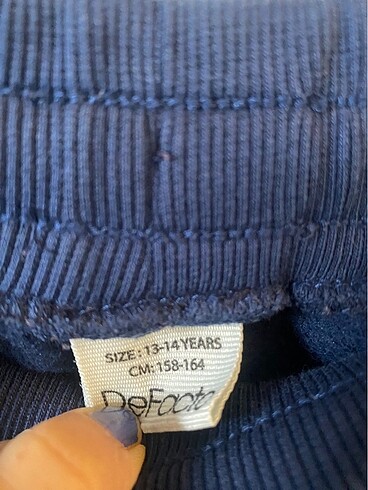 SIZE: 13-14 YEARS
CM: 158-164
DeFacto